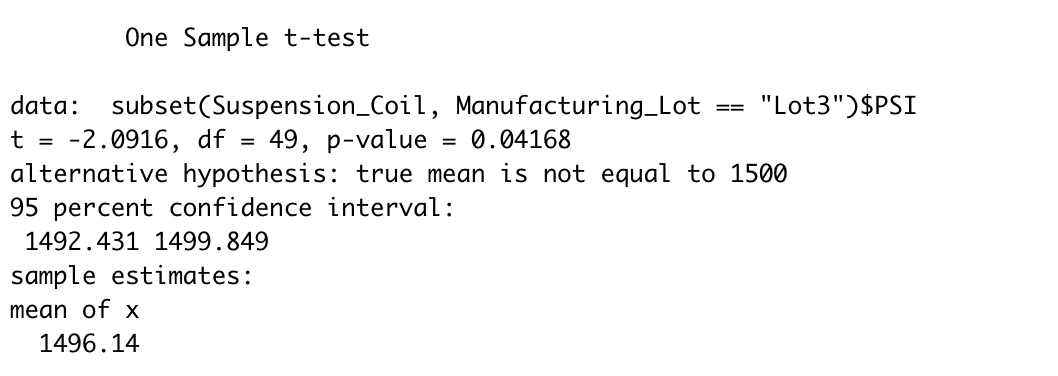 One Sample t-test
data:  subset(Suspension_Coil, Manufacturing_Lot == "Lot3")$PSI
t = -2.0916, df = 49, p-value = 0.04168
alternative hypothesis: true mean is not equal to 1500
95 percent confidence interval:
1492.431 1499.849
sample estimates:
mean of x
1496.14